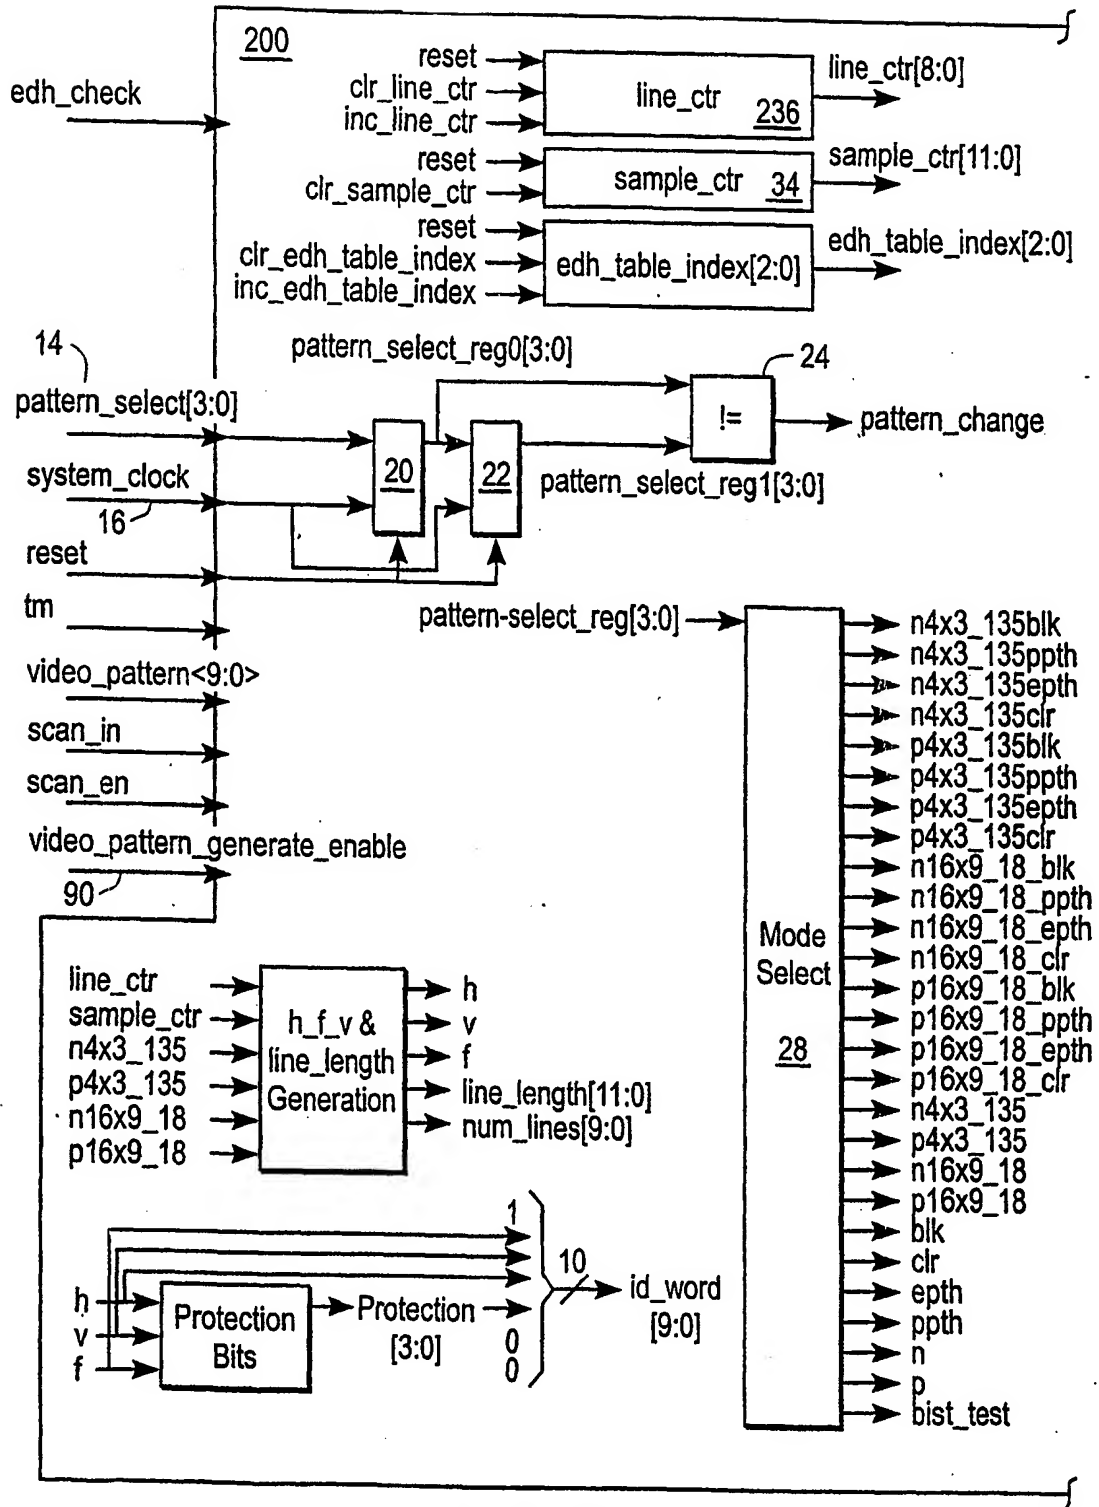 200
edh_check
reset
clr_line_ctr
inc_line_ctr
line_ctr
236
line_ctr[8:0]
reset
clr_sample_ctr
sample_ctr 34
sample_ctr[11:0]
reset
clr_edh_table_index
inc_edh_table_index
edh_table_index[2:0]
edh_table_index[2:0]
14
pattern_select[3:0]
pattern_select_reg0[3:0]
24
!=
pattern_change
20
22
pattern_select_reg1[3:0]
system_clock
16
reset
tm
video_pattern<9:0>
scan_in
scan_en
video_pattern_generate_enable
90
pattern-select_reg[3:0]
Mode
Select
28
n4x3_135blk
n4x3_135ppth
n4x3_135epth
n4x3_135clr
p4x3_135blk
p4x3_135ppth
p4x3_135epth
p4x3_135clr
n16x9_18_blk
n16x9_18_ppth
n16x9_18_epth
n16x9_18_clr
p16x9_18_blk
p16x9_18_ppth
p16x9_18_epth
p16x9_18_clr
n4x3_135
p4x3_135
n16x9_18
p16x9_18
blk
clr
epth
ppth
n
p
bist_test
line_ctr
sample_ctr
n4x3_135
p4x3_135
n16x9_18
p16x9_18
h_f_v &
line_length
Generation
h
v
f
line_length[11:0]
num_lines[9:0]
h
v
f
Protection
Bits
Protection
[3:0]
1
0
0
10
id_word
[9:0]